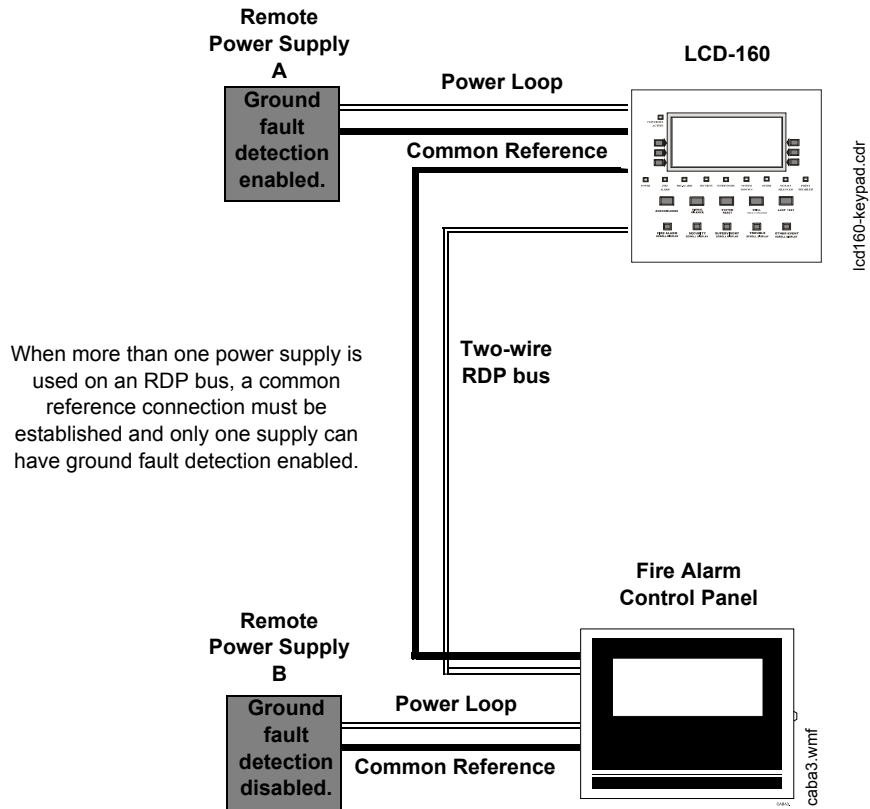 Remote
Power Supply
A
Ground
fault
detection
enabled.
Power Loop
Common Reference
LCD-160
lcd160-keypad.cdr
When more than one power supply is
used on an RDP bus, a common
reference connection must be
established and only one supply can
have ground fault detection enabled.
Two-wire
RDP bus
Fire Alarm
Control Panel
Remote
Power Supply
B
Ground
fault
detection
disabled.
Power Loop
Common Reference
caba3.wmf